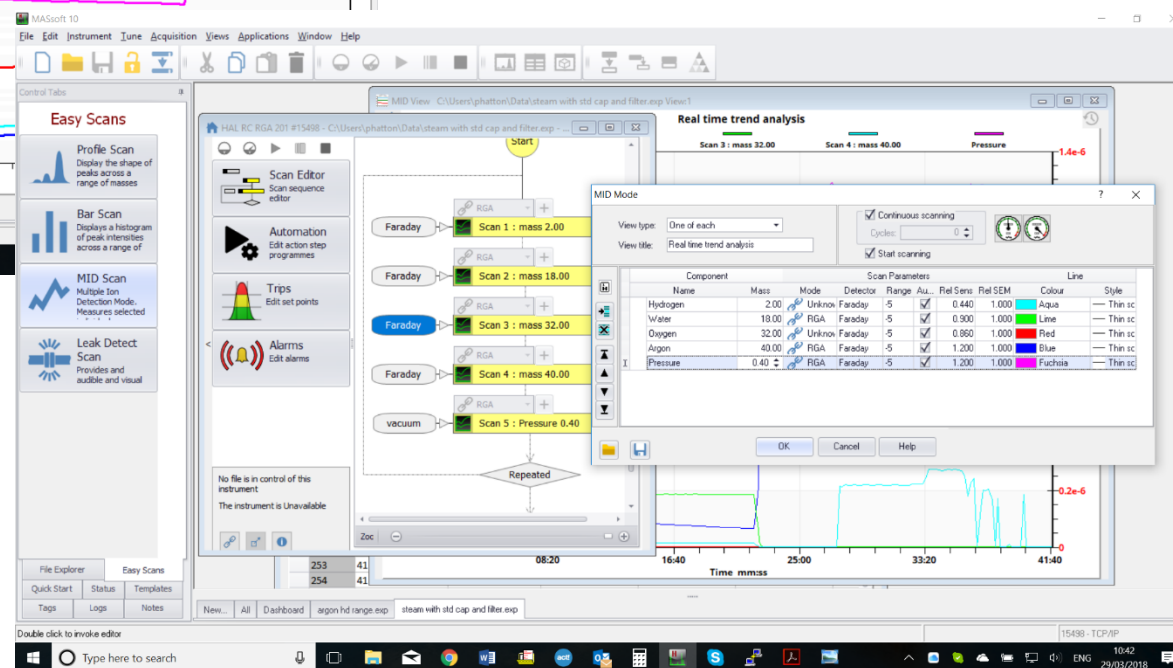 MASsoft 10
File Edit Instrument Tune Acquisition Views Applications Window Help
Control Tabs
Easy Scans
Profile Scan
Display the shape of
peaks across a
range of masses
Bar Scan
Displays a histogram
of peak intensities
across a range of
MID Scan
Multiple Ion
Detection Mode.
Measures selected
Leak Detect
Scan
Provides and
audible and visual
File Explorer Easy Scans
Quick Start Status Templates
Tags Logs Notes
HAL RC RGA 201 #15498 - C:\Users\phatton\Data\steam with std cap and filter.exp - ...
Scan Editor
Scan sequence
editor
Automation
Edit action step
programmes
Trips
Edit set points
Alarms
Edit alarms
No file is in control of this
instrument
The instrument is Unavailable
Start
RGA
Faraday Scan 1 : mass 2.00
RGA
Faraday Scan 2 : mass 18.00
RGA
Faraday Scan 3 : mass 32.00
RGA
Faraday Scan 4 : mass 40.00
RGA
vacuum Scan 5 : Pressure 0.40
Repeated
Zoc
MID View C:\Users\phatton\Data\steam with std cap and filter.exp View:1
Real time trend analysis
Scan 3 : mass 32.00 Scan 4 : mass 40.00 Pressure
1.4e-6
MID Mode ?
View type: One of each
View title: Real time trend analysis
Continuous scanning
Cycles: 0
Start scanning
Component Scan Parameters Line
Name Mass Mode Detector Range Au... Rel Sens Rel SEM Colour Style
Hydrogen 2.00 Unknov Faraday -5 0.440 1.000 Aqua Thin sc
Water 18.00 RGA Faraday -5 0.900 1.000 Lime Thin sc
Oxygen 32.00 Unknov Faraday -5 0.860 1.000 Red Thin sc
Argon 40.00 RGA Faraday -5 1.200 1.000 Blue Thin sc
Pressure 0.40 RGA Faraday -5 1.200 1.000 Fuchsia Thin sc
OK Cancel Help
0.2e-6
0
08:20 16:40 25:00 33:20 41:40
Time mm:ss
253 41
254 41
New... All Dashboard argon hd range.exp steam with std cap and filter.exp
Double click to invoke editor
15498 - TCP/IP
Type here to search
ENG
10:42
29/03/2018